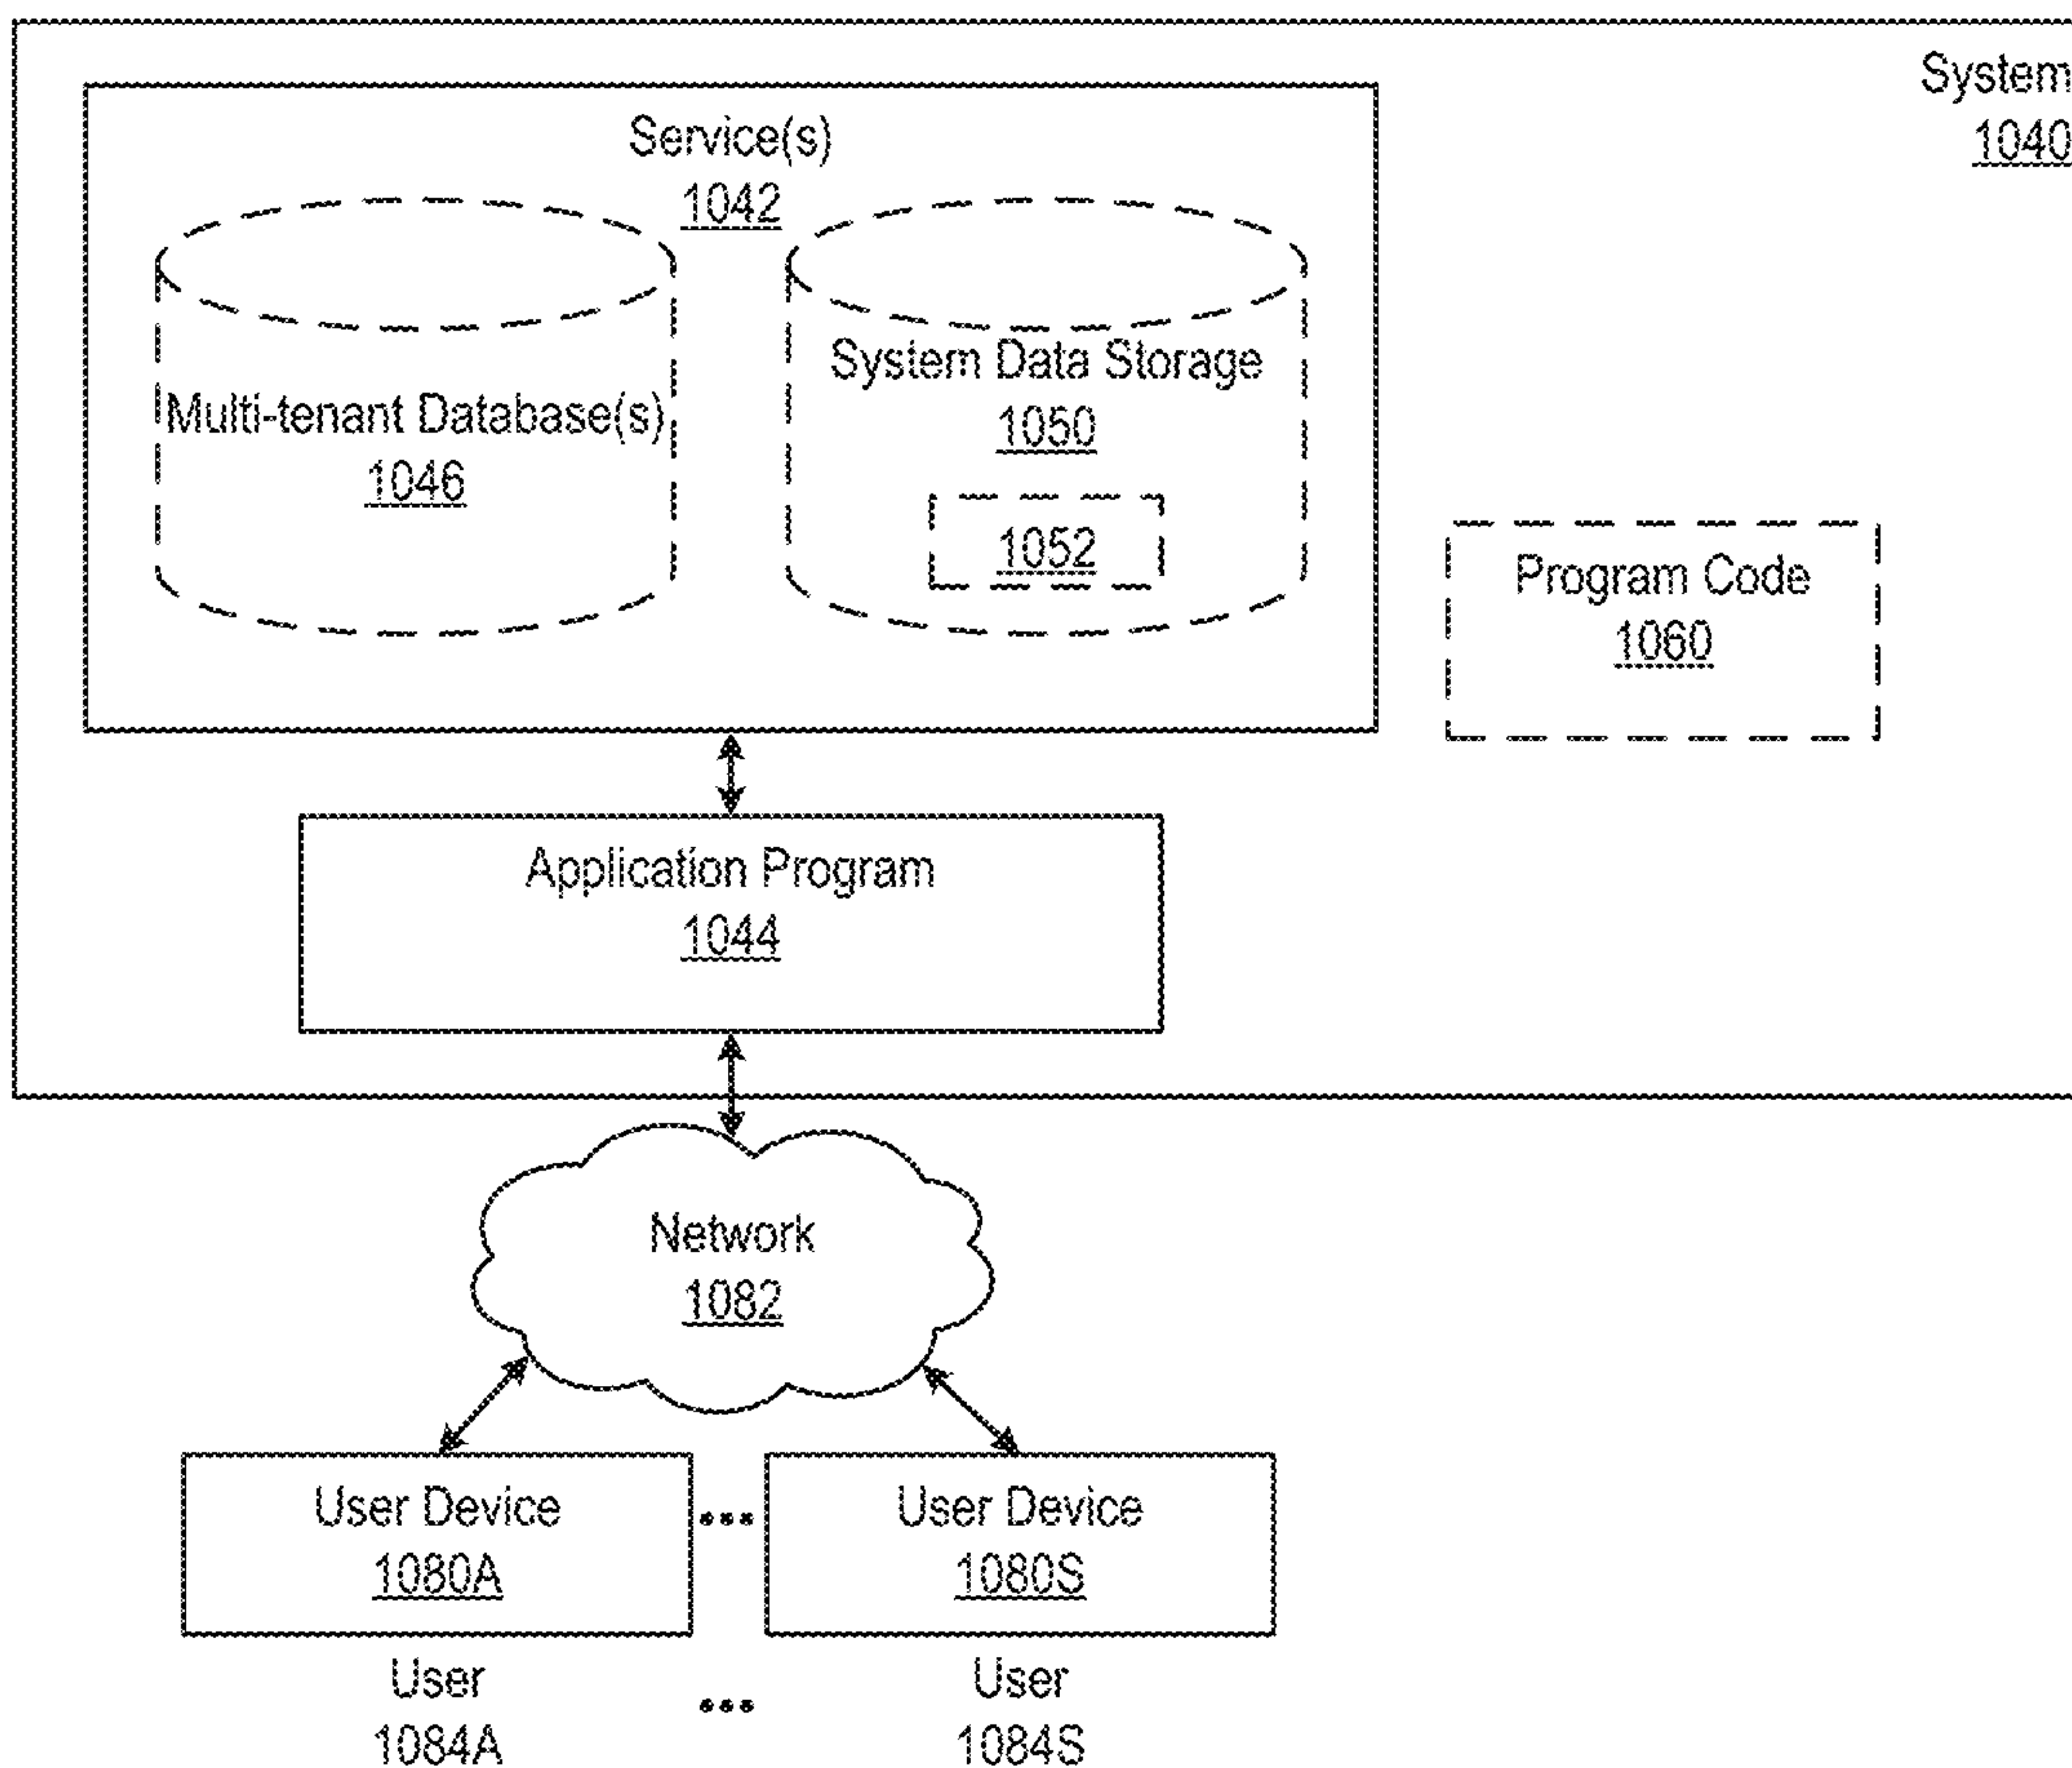 System
1040
Service(s)
1042
Multi-tenant Database(s)
1046
System Data Storage
1050
1052
Program Code
1060
Application Program
1044
Network
1082
User Device
1080A
...
User Device
1080S
User
1084A
...
User
1084S